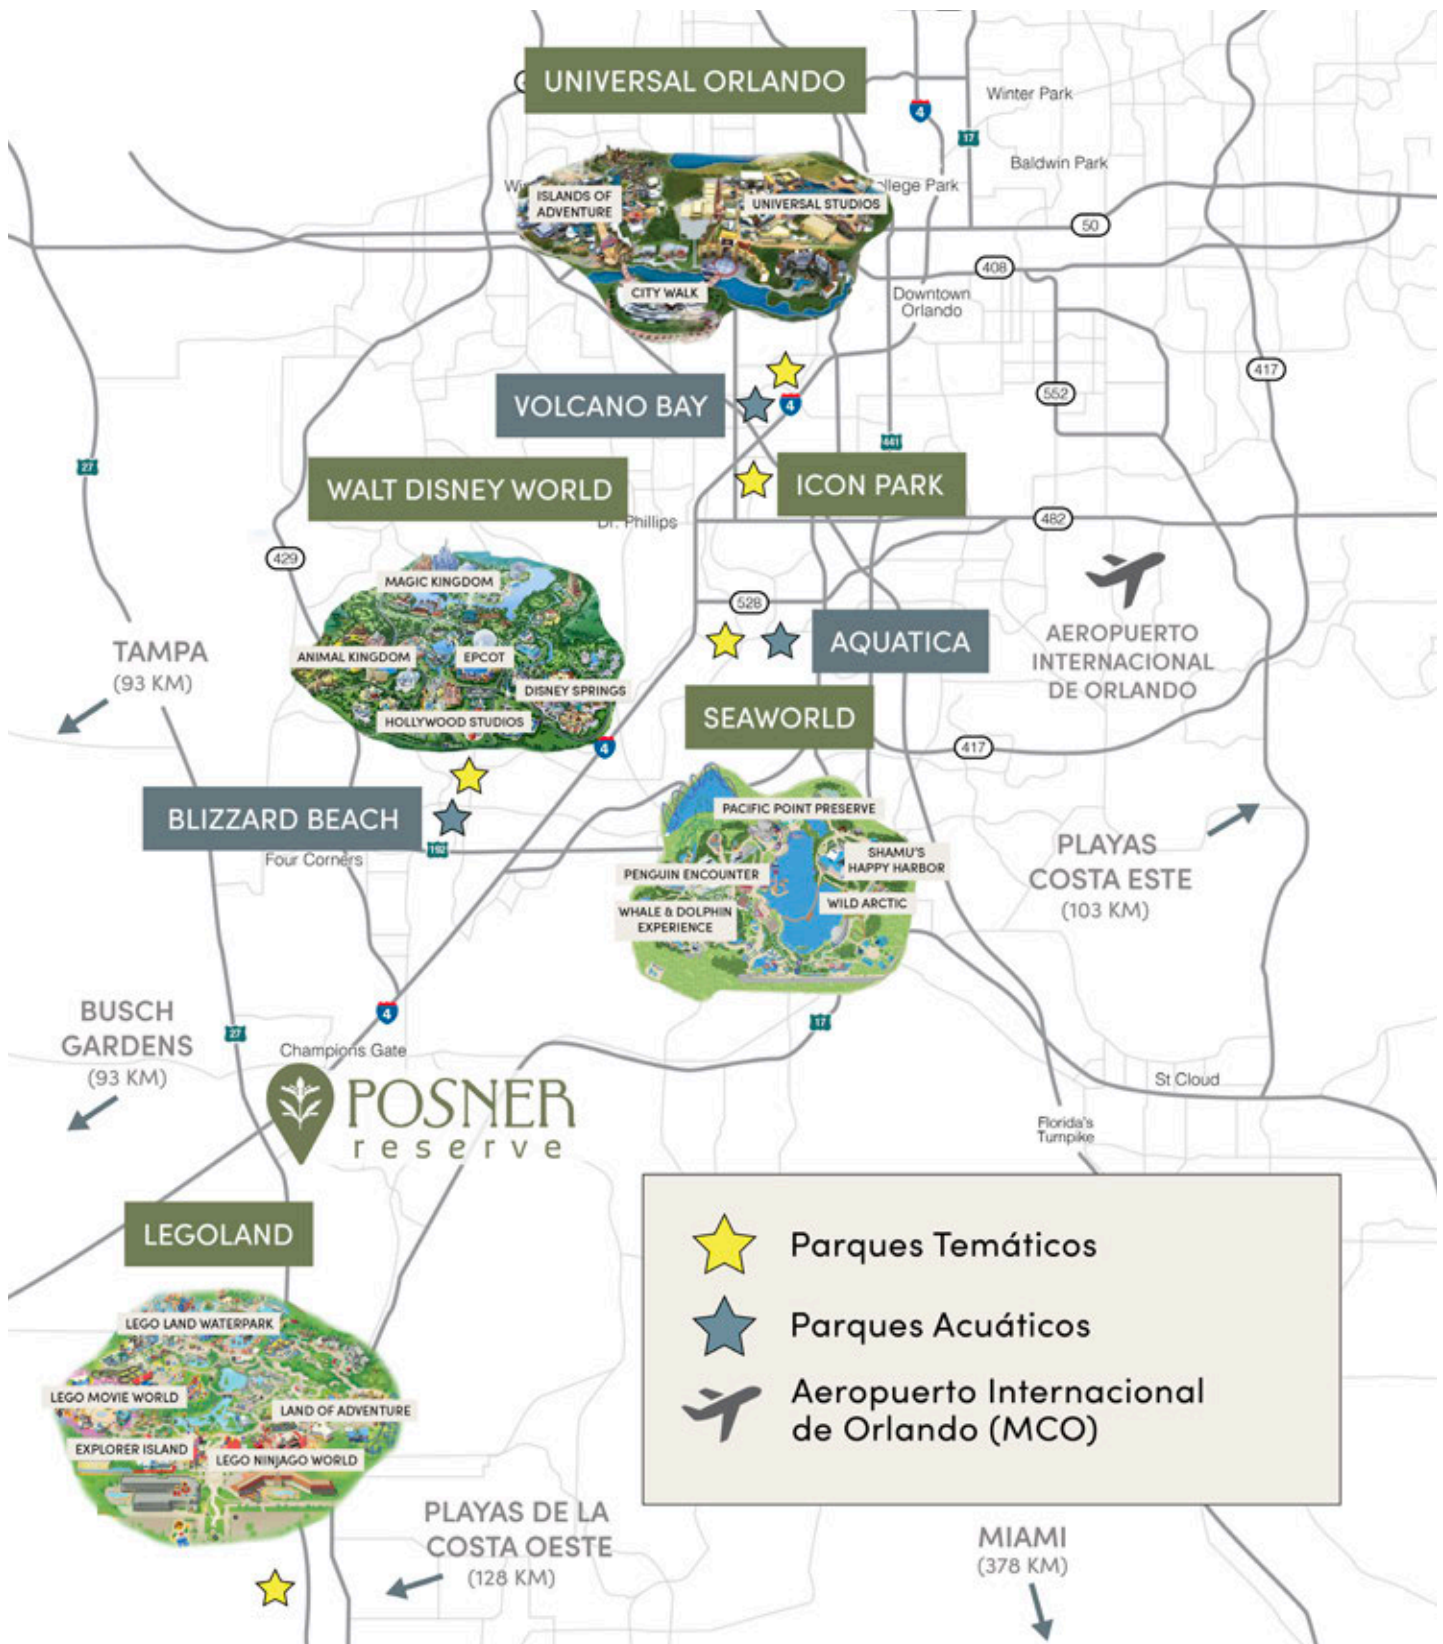 UNIVERSAL ORLANDO
4
Winter Park
17
Baldwin Park
ISLANDS OF
ADVENTURE
UNIVERSAL STUDIOS
50
408
CITY WALK
Downtown
Orlando
417
VOLCANO BAY
4
552
441
27
WALT DISNEY WORLD
ICON PARK
Dr. Phillips
482
429
MAGIC KINGDOM
528
ANIMAL KINGDOM
EPCOT
DISNEY SPRINGS
HOLLYWOOD STUDIOS
AQUATICA
AEROPUERTO
INTERNACIONAL
DE ORLANDO
TAMPA
(93 KM)
SEAWORLD
4
417
BLIZZARD BEACH
192
Four Corners
PACIFIC POINT PRESERVE
SHAMU'S
HAPPY HARBOR
PENGUIN ENCOUNTER
WILD ARCTIC
WHALE & DOLPHIN
EXPERIENCE
PLAYAS
COSTA ESTE
(103 KM)
BUSCH
GARDENS
(93 KM)
27
4
17
Champions Gate
POSNER
reserve
St Cloud
Florida's
Turnpike
LEGOLAND
LEGO LAND WATERPARK
LEGO MOVIE WORLD
LAND OF ADVENTURE
EXPLORER ISLAND
LEGO NINJAGO WORLD
Parques Temáticos
Parques Acuáticos
Aeropuerto Internacional
de Orlando (MCO)
PLAYAS DE LA
COSTA OESTE
(128 KM)
MIAMI
(378 KM)